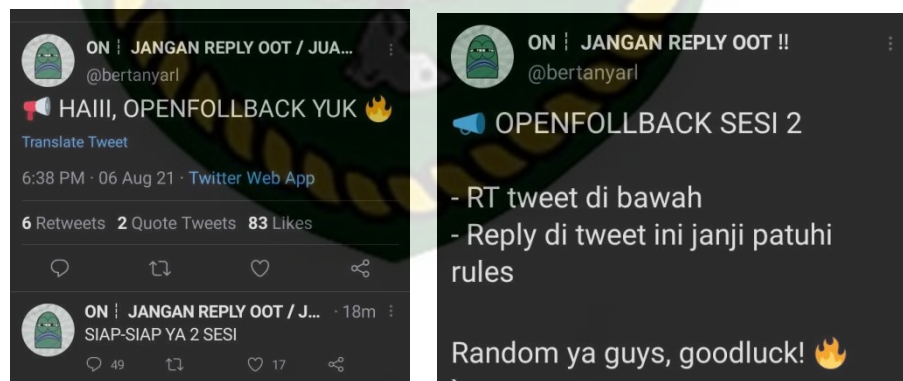 ON ┆ JANGAN REPLY OOT / JUA...
@bertanyarl
📢 HAIII, OPENFOLLBACK YUK 🔥
Translate Tweet
6:38 PM · 06 Aug 21 · Twitter Web App
6 Retweets 2 Quote Tweets 83 Likes
ON ┆ JANGAN REPLY OOT / J... · 18m
SIAP-SIAP YA 2 SESI
49 17
ON ┆ JANGAN REPLY OOT !!
@bertanyarl
📢 OPENFOLLBACK SESI 2
- RT tweet di bawah
- Reply di tweet ini janji patuhi
rules
Random ya guys, goodluck! 🔥